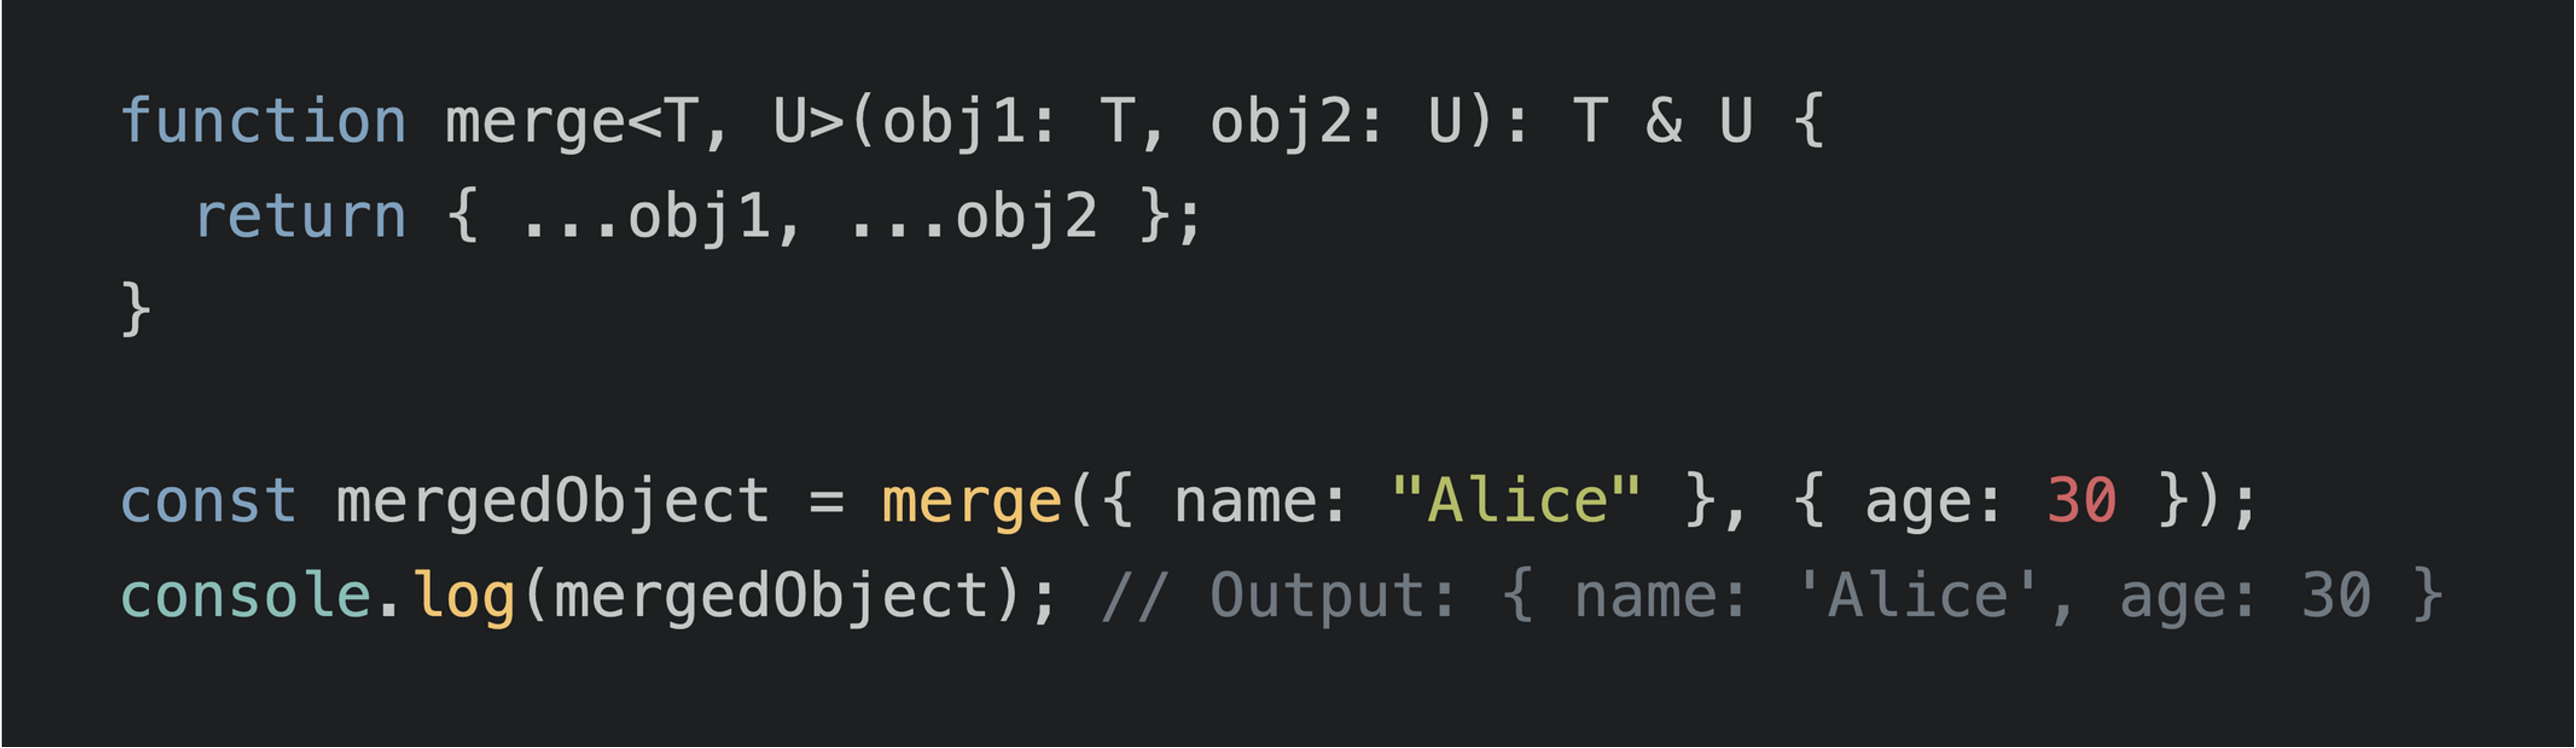 function merge<T, U>(obj1: T, obj2: U): T & U {
  return { ...obj1, ...obj2 };
}
const mergedObject = merge({ name: "Alice" }, { age: 30 });
console.log(mergedObject); // Output: { name: 'Alice', age: 30 }